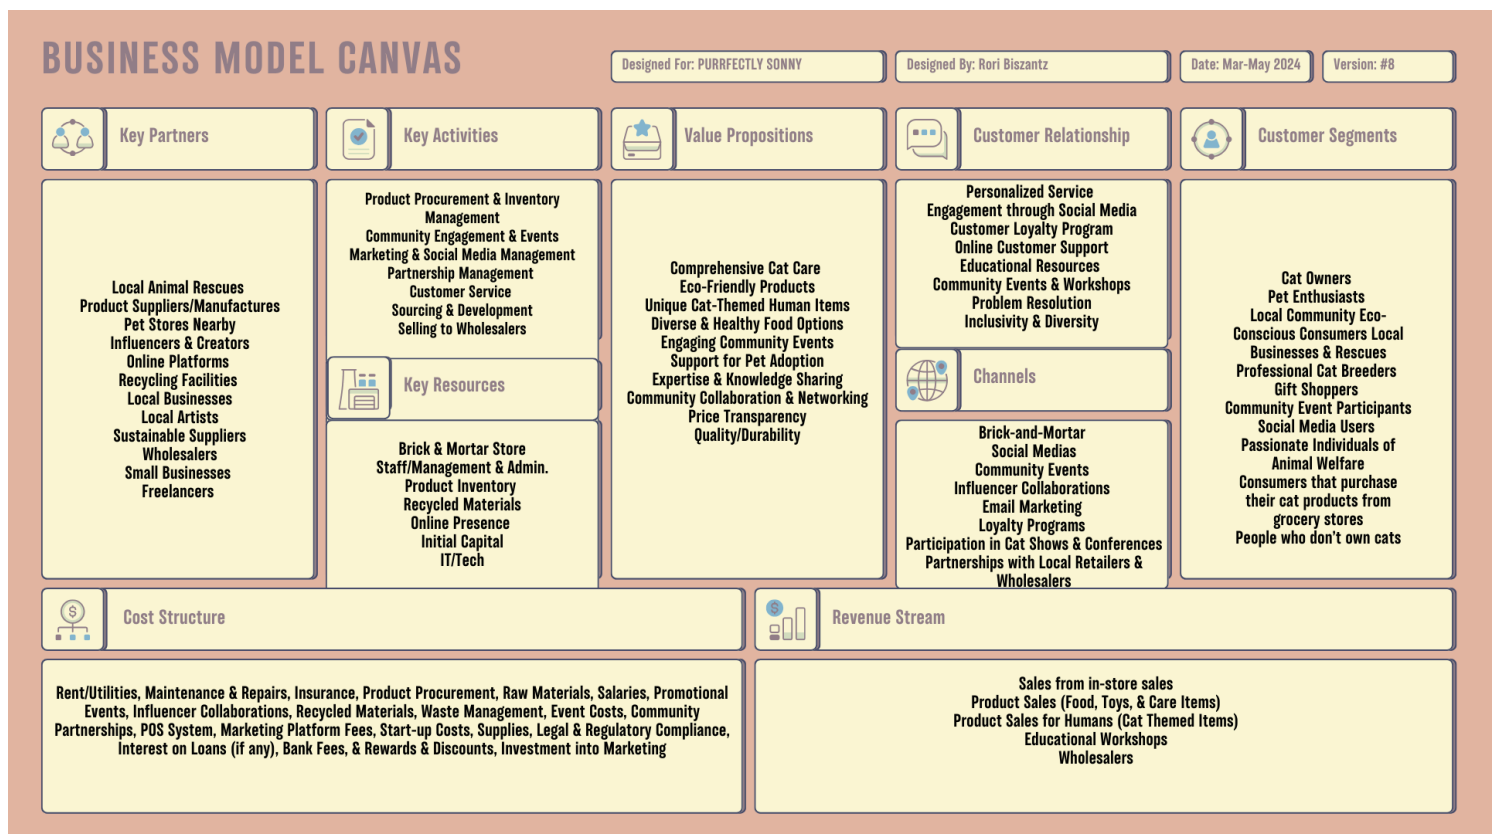 BUSINESS MODEL CANVAS
Designed For: PURRFECTLY SONNY
Designed By: Rori Biszantz
Date: Mar-May 2024
Version: #8
Key Partners
Local Animal Rescues
Product Suppliers/Manufactures
Pet Stores Nearby
Influencers & Creators
Online Platforms
Recycling Facilities
Local Businesses
Local Artists
Sustainable Suppliers
Wholesalers
Small Businesses
Freelancers
Key Activities
Product Procurement & Inventory
Management
Community Engagement & Events
Marketing & Social Media Management
Partnership Management
Customer Service
Sourcing & Development
Selling to Wholesalers
Key Resources
Brick & Mortar Store
Staff/Management & Admin.
Product Inventory
Recycled Materials
Online Presence
Initial Capital
IT/Tech
Value Propositions
Comprehensive Cat Care
Eco-Friendly Products
Unique Cat-Themed Human Items
Diverse & Healthy Food Options
Engaging Community Events
Support for Pet Adoption
Expertise & Knowledge Sharing
Community Collaboration & Networking
Price Transparency
Quality/Durability
Customer Relationship
Personalized Service
Engagement through Social Media
Customer Loyalty Program
Online Customer Support
Educational Resources
Community Events & Workshops
Problem Resolution
Inclusivity & Diversity
Channels
Brick-and-Mortar
Social Medias
Community Events
Influencer Collaborations
Email Marketing
Loyalty Programs
Participation in Cat Shows & Conferences
Partnerships with Local Retailers &
Wholesalers
Customer Segments
Cat Owners
Pet Enthusiasts
Local Community Eco-
Conscious Consumers Local
Businesses & Rescues
Professional Cat Breeders
Gift Shoppers
Community Event Participants
Social Media Users
Passionate Individuals of
Animal Welfare
Consumers that purchase
their cat products from
grocery stores
People who don't own cats
Cost Structure
Rent/Utilities, Maintenance & Repairs, Insurance, Product Procurement, Raw Materials, Salaries, Promotional
Events, Influencer Collaborations, Recycled Materials, Waste Management, Event Costs, Community
Partnerships, POS System, Marketing Platform Fees, Start-up Costs, Supplies, Legal & Regulatory Compliance,
Interest on Loans (if any), Bank Fees, & Rewards & Discounts, Investment into Marketing
Revenue Stream
Sales from in-store sales
Product Sales (Food, Toys, & Care Items)
Product Sales for Humans (Cat Themed Items)
Educational Workshops
Wholesalers